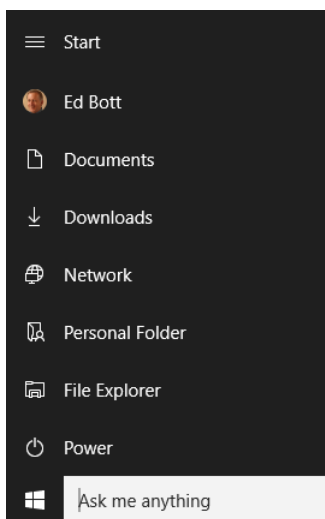 Start
Ed Bott
Documents
Downloads
Network
Personal Folder
File Explorer
Power
Ask me anything